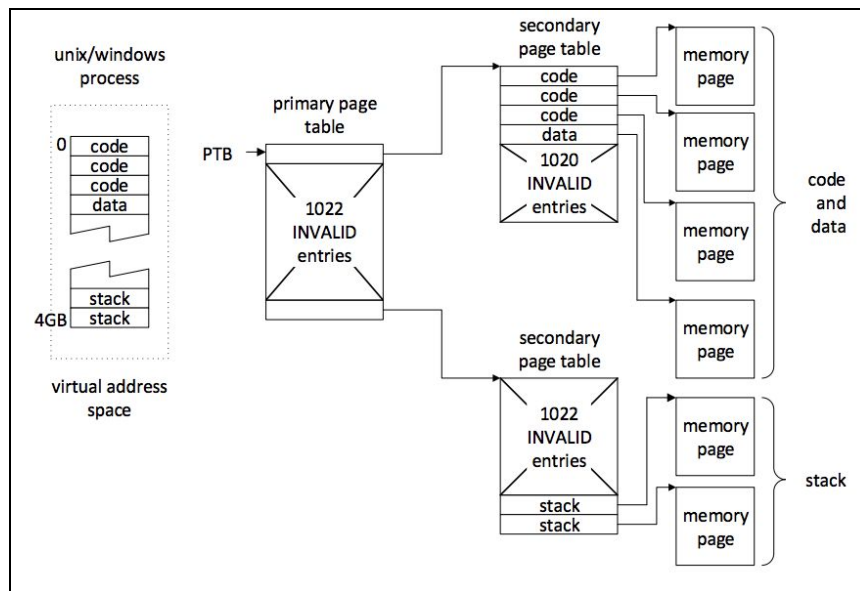 unix/windows
process
0
code
code
code
data
stack
4GB
stack
virtual address
space
primary page
table
PTB
1022
INVALID
entries
secondary
page table
code
code
code
data
1020
INVALID
entries
memory
page
memory
page
memory
page
memory
page
code
and
data
secondary
page table
1022
INVALID
entries
stack
stack
memory
page
memory
page
stack